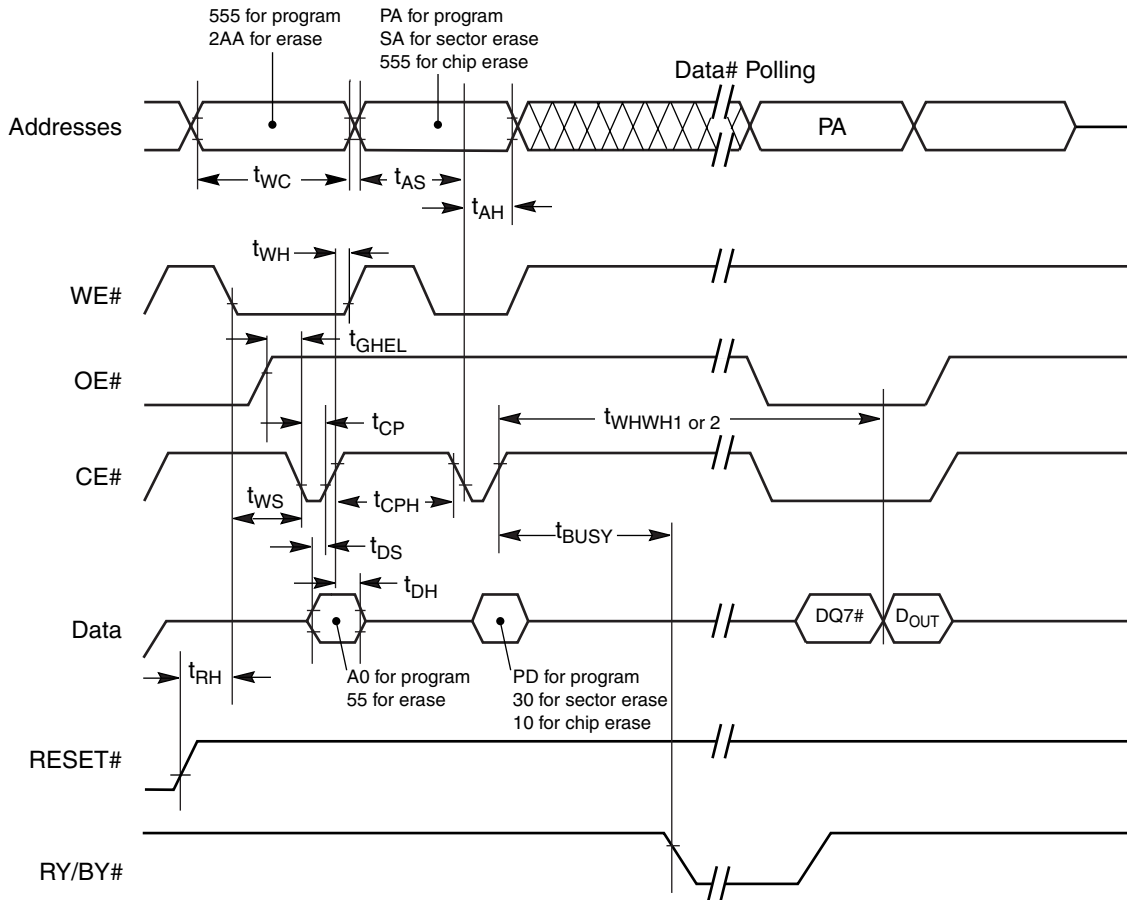 555 for program
2AA for erase
PA for program
SA for sector erase
555 for chip erase
Data# Polling
Addresses
PA
tWC
tAS
tAH
tWH
WE#
tGHEL
OE#
tWHWH1 or 2
tCP
CE#
tWS
tCPH
tBUSY
tDS
tDH
Data
DQ7#
DOUT
tRH
A0 for program
55 for erase
PD for program
30 for sector erase
10 for chip erase
RESET#
RY/BY#